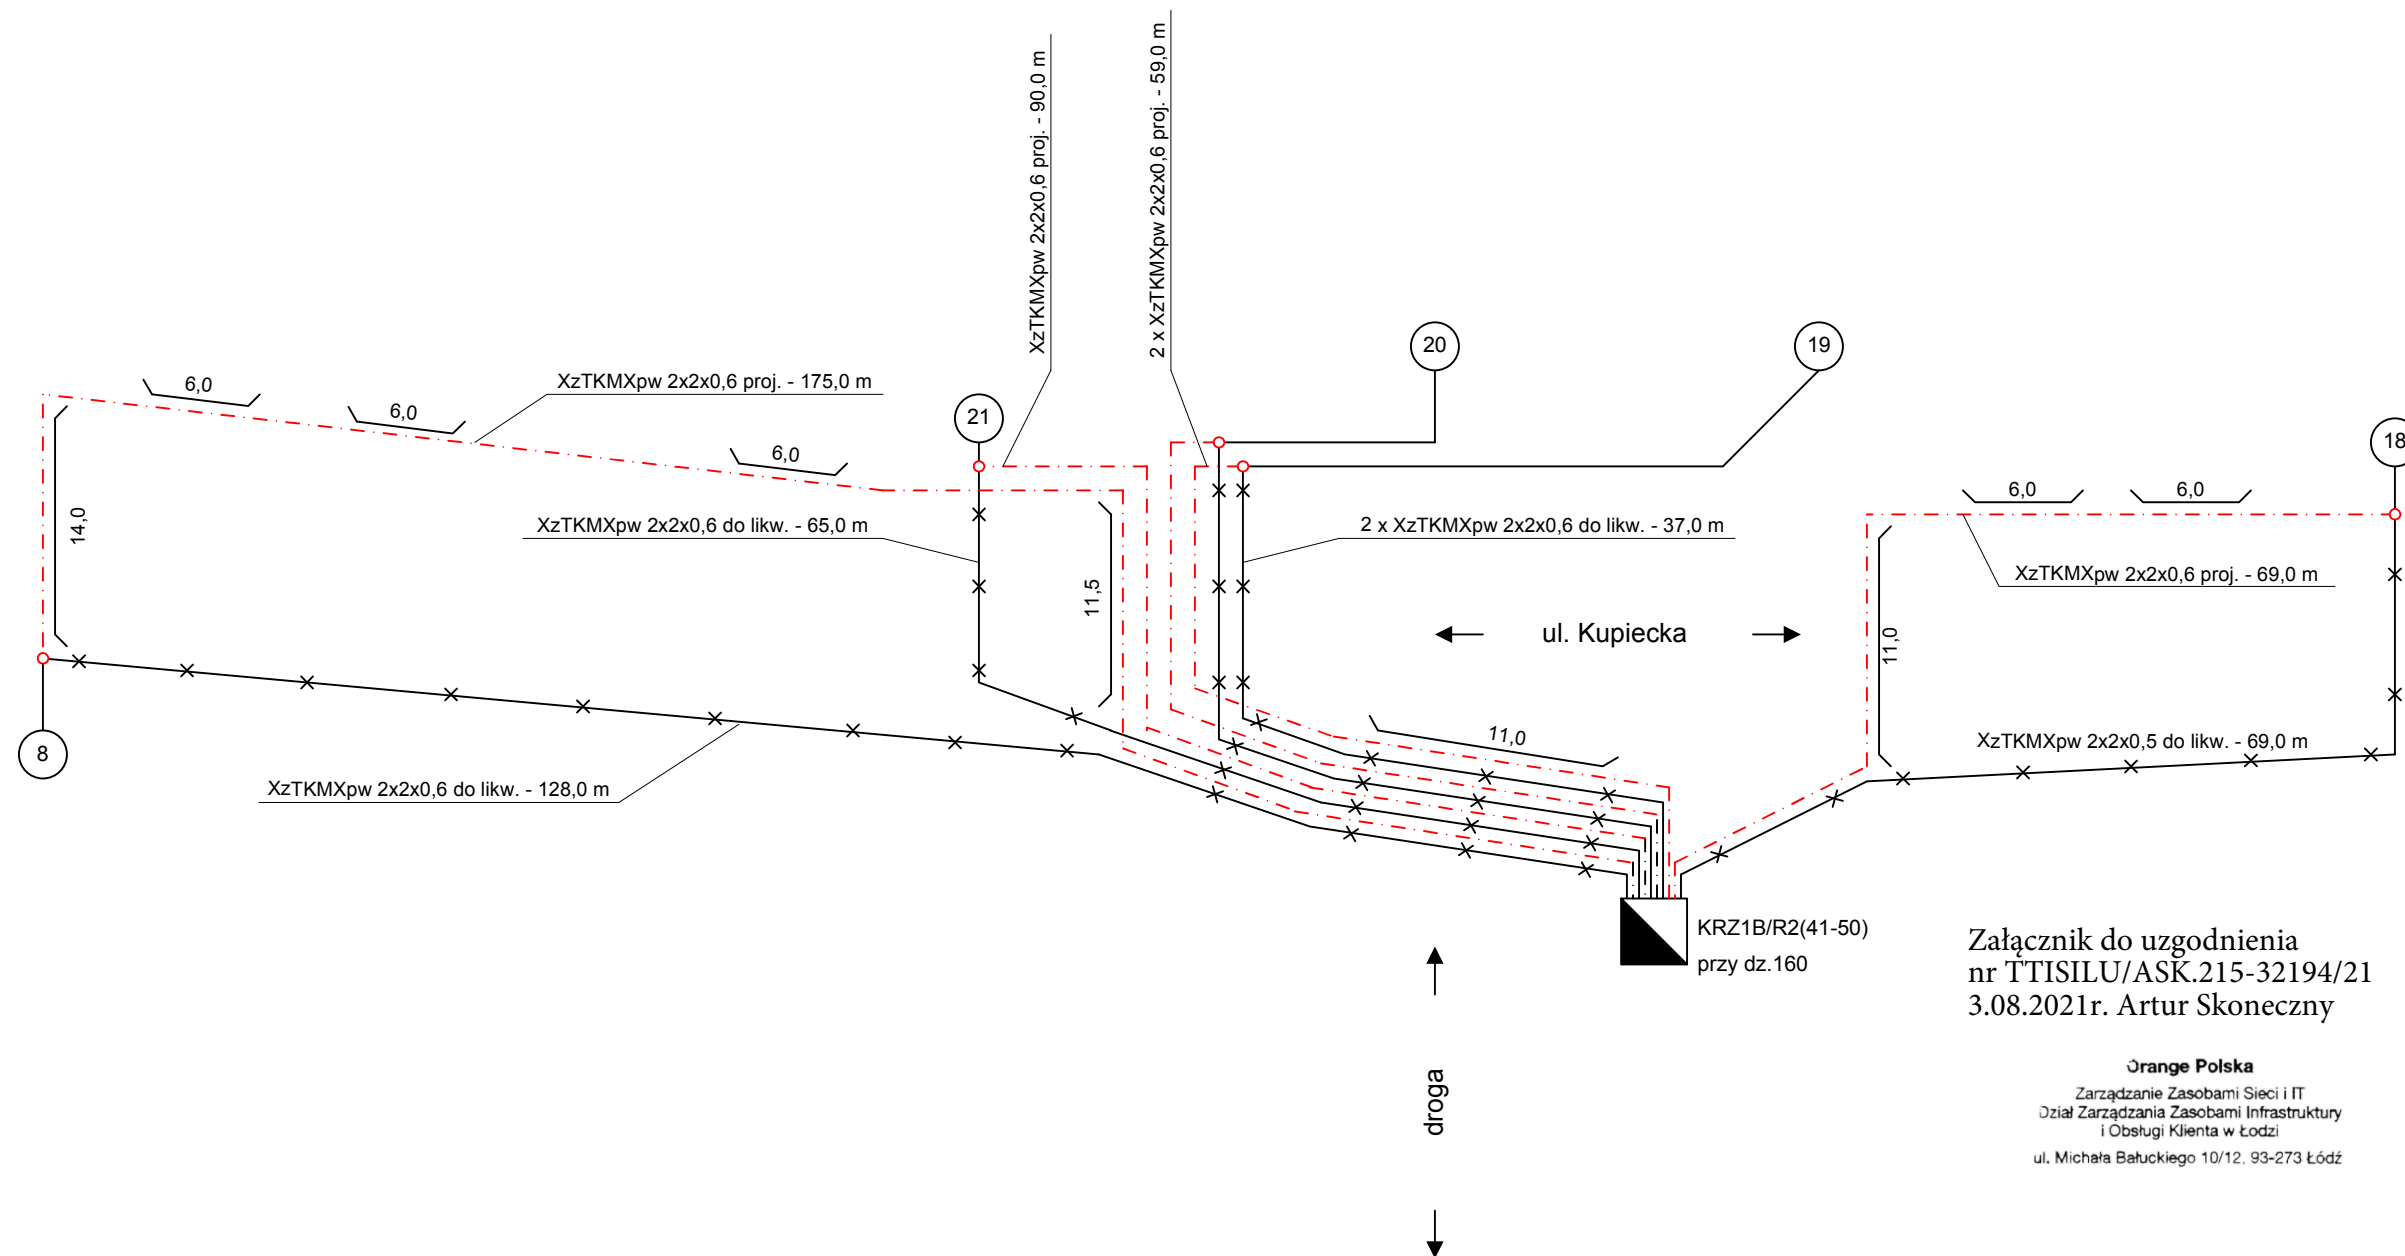 XzTKMXpw 2x2x0,6 proj. - 90,0 m
2 x XzTKMXpw 2x2x0,6 proj. - 59,0 m
20
19
6,0
XzTKMXpw 2x2x0,6 proj. - 175,0 m
6,0
21
18
6,0
6,0
6,0
14,0
XzTKMXpw 2x2x0,6 do likw. - 65,0 m
2 x XzTKMXpw 2x2x0,6 do likw. - 37,0 m
XzTKMXpw 2x2x0,6 proj. - 69,0 m
11,5
ul. Kupiecka
11,0
11,0
XzTKMXpw 2x2x0,5 do likw. - 69,0 m
8
XzTKMXpw 2x2x0,6 do likw. - 128,0 m
KRZ1B/R2(41-50)
przy dz.160
droga
Załącznik do uzgodnienia
nr TTISILU/ASK.215-32194/21
3.08.2021r. Artur Skoneczny
Orange Polska
Zarządzanie Zasobami Sieci i IT
Dział Zarządzania Zasobami Infrastruktury
i Obsługi Klienta w Łodzi
ul. Michała Bałuckiego 10/12, 93-273 Łódź